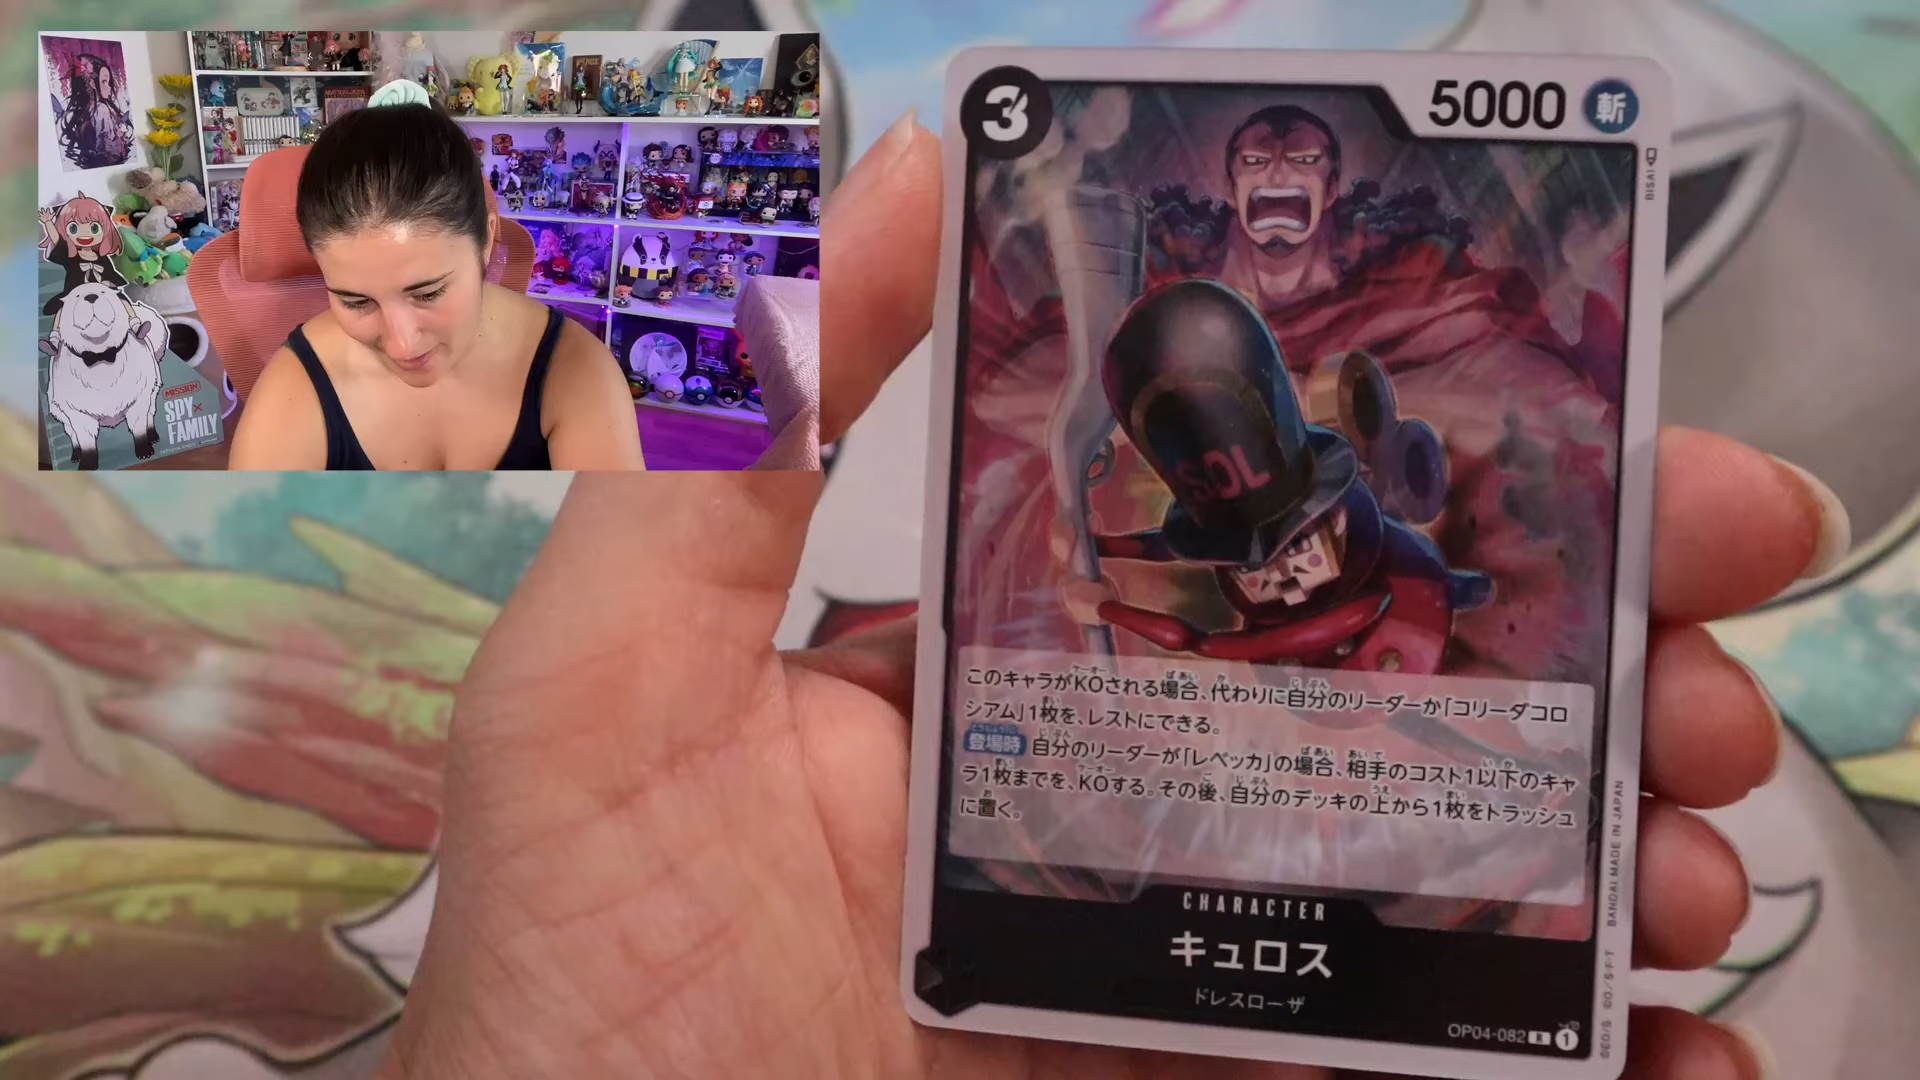 MISSION
SPY×
FAMILY
3
5000
斬
BISAI
SOL
このキャラがKOされる場合、代わりに自分のリーダーか「コリーダコロ
シアム」1枚を、レストにできる。
登場時 自分のリーダーが「レベッカ」の場合、相手のコスト1以下のキャ
ラ1枚までを、KOする。その後、自分のデッキの上から1枚をトラッシュ
に置く。
CHARACTER
キュロス
ドレスローザ
OP04-082 R 1
BANDAI MADE IN JAPAN